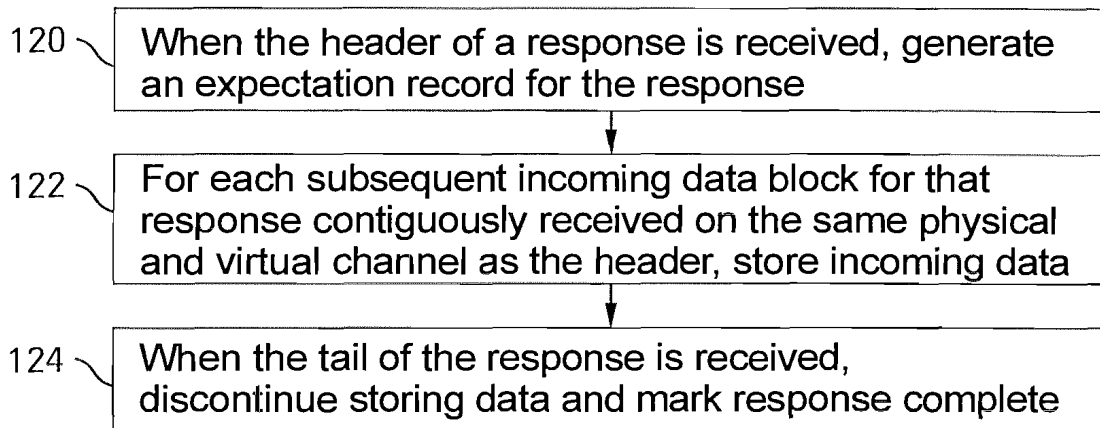 120
When the header of a response is received, generate
an expectation record for the response
122
For each subsequent incoming data block for that
response contiguously received on the same physical
and virtual channel as the header, store incoming data
124
When the tail of the response is received,
discontinue storing data and mark response complete